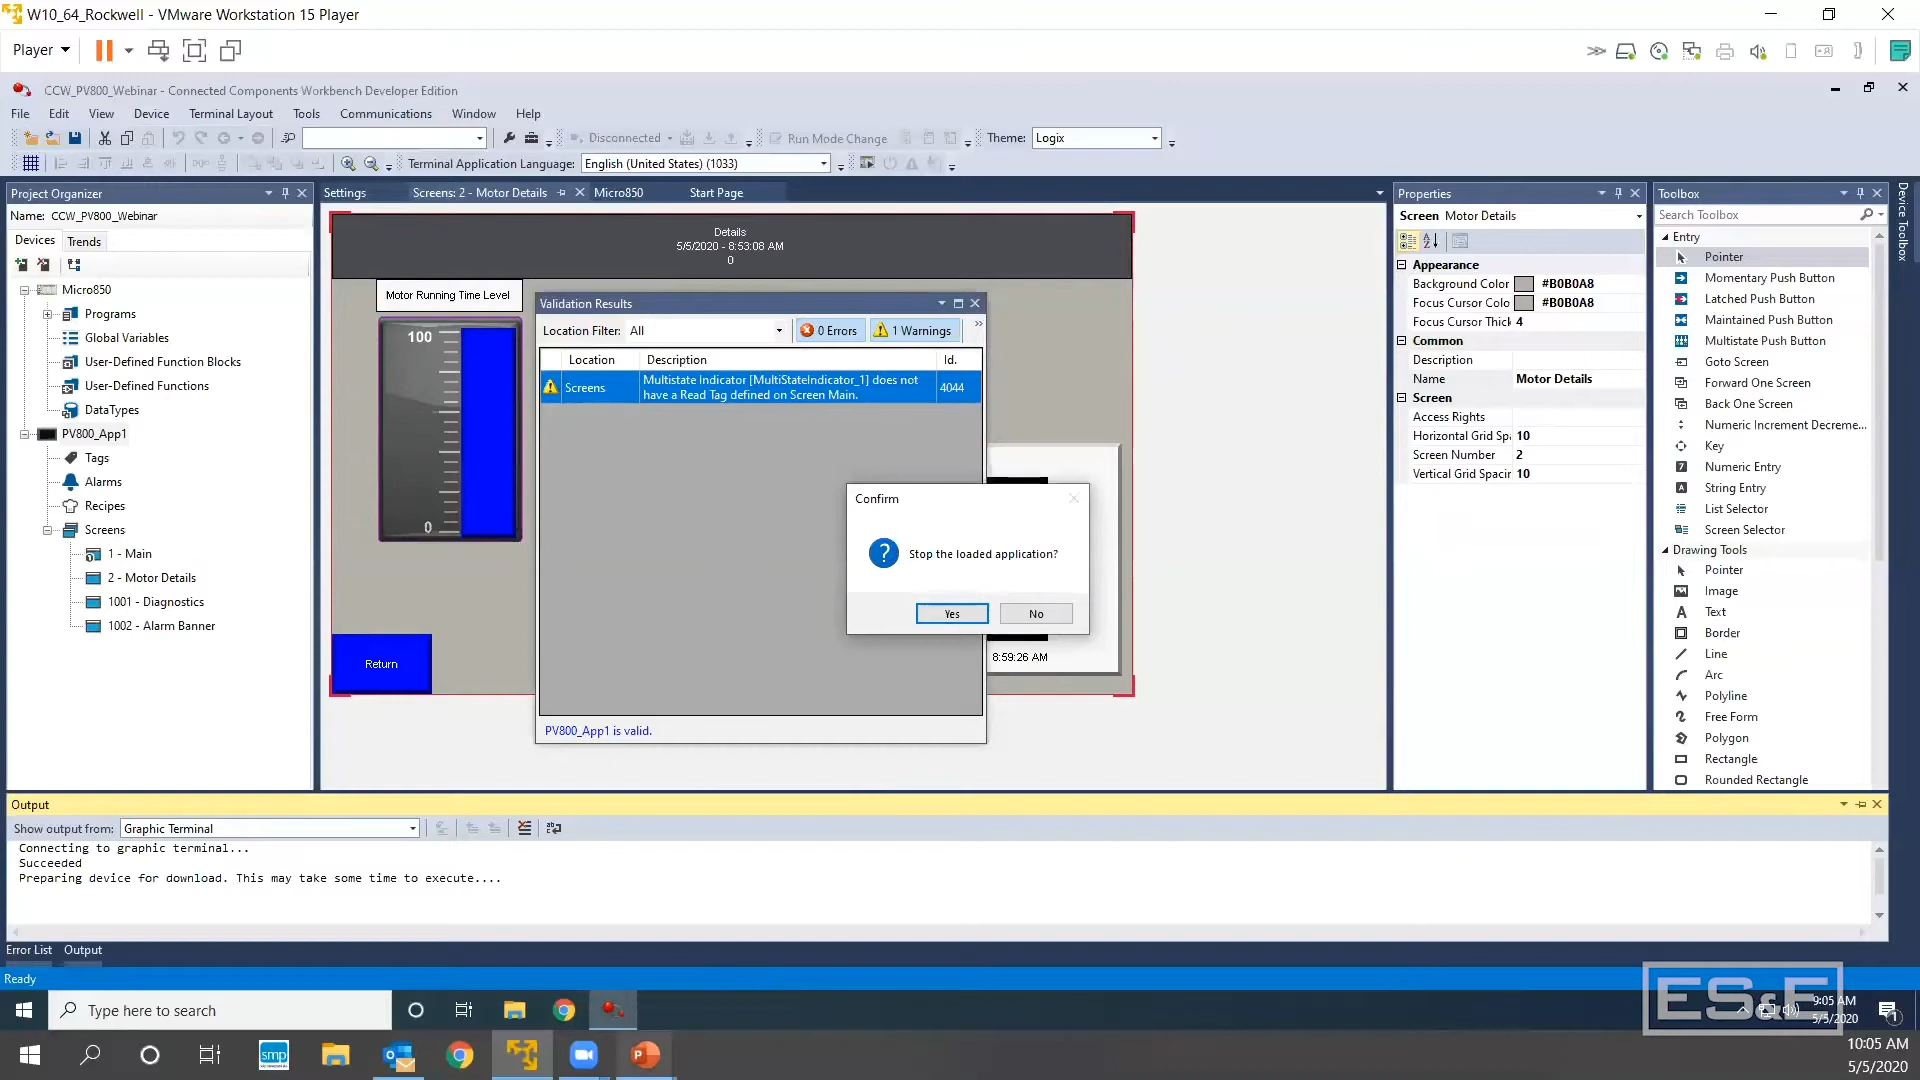 W10_64_Rockwell - VMware Workstation 15 Player
Player
CCW_PV800_Webinar - Connected Components Workbench Developer Edition
File Edit View Device Terminal Layout Tools Communications Window Help
Disconnected Run Mode Change Theme: Logix
Terminal Application Language: English (United States) (1033)
Project Organizer
Name: CCW_PV800_Webinar
Devices Trends
Micro850
Programs
Global Variables
User-Defined Function Blocks
User-Defined Functions
DataTypes
PV800_App1
Tags
Alarms
Recipes
Screens
1 - Main
2 - Motor Details
1001 - Diagnostics
1002 - Alarm Banner
Settings Screens: 2 - Motor Details Micro850 Start Page
Details
5/5/2020 - 8:53:08 AM
0
Motor Running Time Level
100
0
Return
8:59:26 AM
Validation Results
Location Filter: All 0 Errors 1 Warnings
Location Description Id.
Screens Multistate Indicator [MultiStateIndicator_1] does not
have a Read Tag defined on Screen Main. 4044
PV800_App1 is valid.
Confirm
Stop the loaded application?
Yes No
Properties
Screen Motor Details
Appearance
Background Color #B0B0A8
Focus Cursor Colo #B0B0A8
Focus Cursor Thick 4
Common
Description
Name Motor Details
Screen
Access Rights
Horizontal Grid Spa 10
Screen Number 2
Vertical Grid Spacin 10
Toolbox
Search Toolbox
Entry
Pointer
Momentary Push Button
Latched Push Button
Maintained Push Button
Multistate Push Button
Goto Screen
Forward One Screen
Back One Screen
Numeric Increment Decreme...
Key
Numeric Entry
String Entry
List Selector
Screen Selector
Drawing Tools
Pointer
Image
Text
Border
Line
Arc
Polyline
Free Form
Polygon
Rectangle
Rounded Rectangle
Device Toolbox
Output
Show output from: Graphic Terminal
Connecting to graphic terminal...
Succeeded
Preparing device for download. This may take some time to execute....
Error List Output
Ready
Type here to search
ES&E
9:05 AM
5/5/2020
1
smp
10:05 AM
5/5/2020